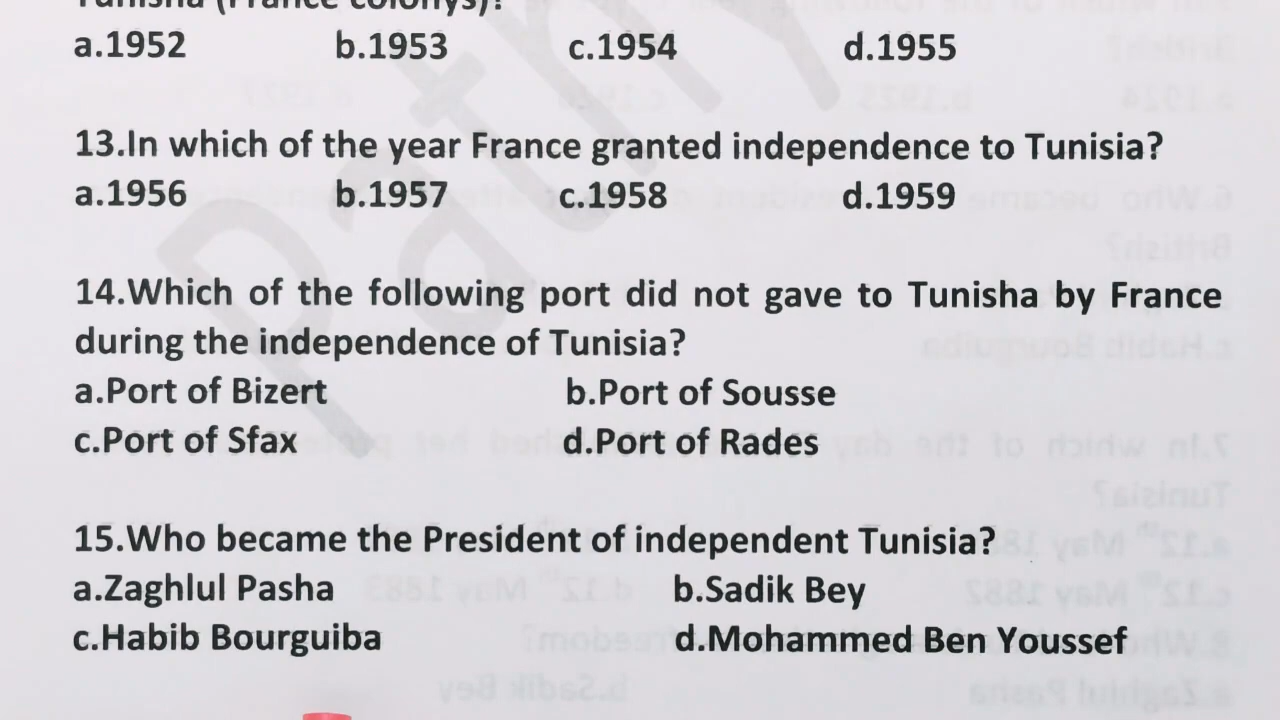 Tunisha (France colonys)?
a.1952 b.1953 c.1954 d.1955
13.In which of the year France granted independence to Tunisia?
a.1956 b.1957 c.1958 d.1959
14.Which of the following port did not gave to Tunisha by France
during the independence of Tunisia?
a.Port of Bizert b.Port of Sousse
c.Port of Sfax d.Port of Rades
15.Who became the President of independent Tunisia?
a.Zaghlul Pasha b.Sadik Bey
c.Habib Bourguiba d.Mohammed Ben Youssef